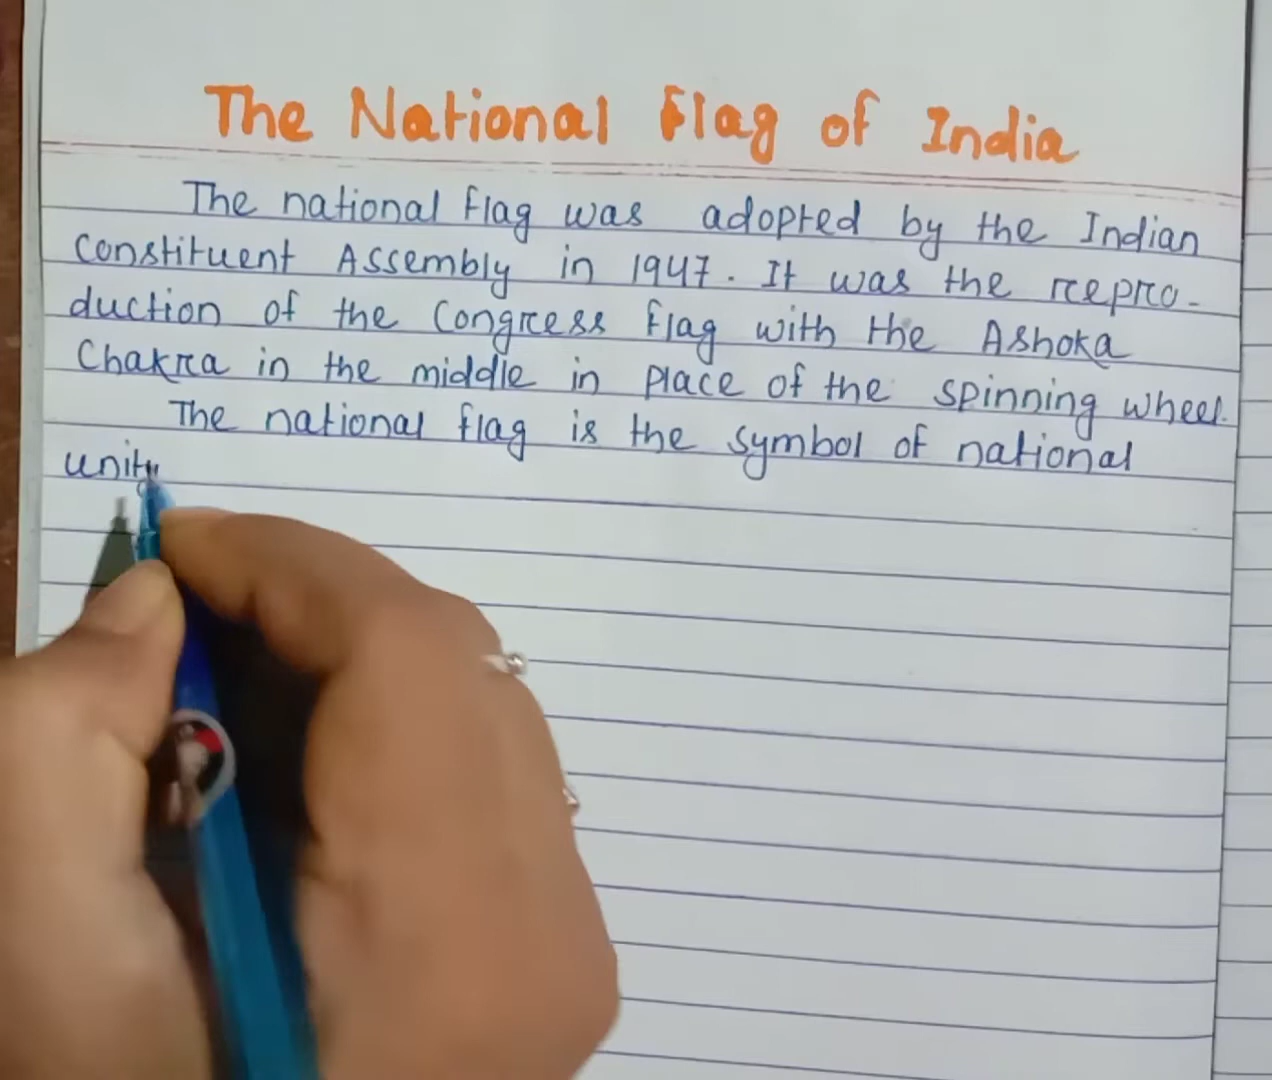 The National Flag of India
The national flag was adopted by the Indian
Constituent Assembly in 1947. It was the repro-
duction of the Congress flag with the Ashoka
Chakra in the middle in place of the spinning wheel.
The national flag is the symbol of national
unity